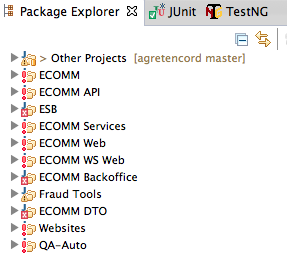 Package Explorer JUnit TestNG
> Other Projects [agretencord master]
ECOMM
ECOMM API
ESB
ECOMM Services
ECOMM Web
ECOMM WS Web
ECOMM Backoffice
Fraud Tools
ECOMM DTO
Websites
QA-Auto